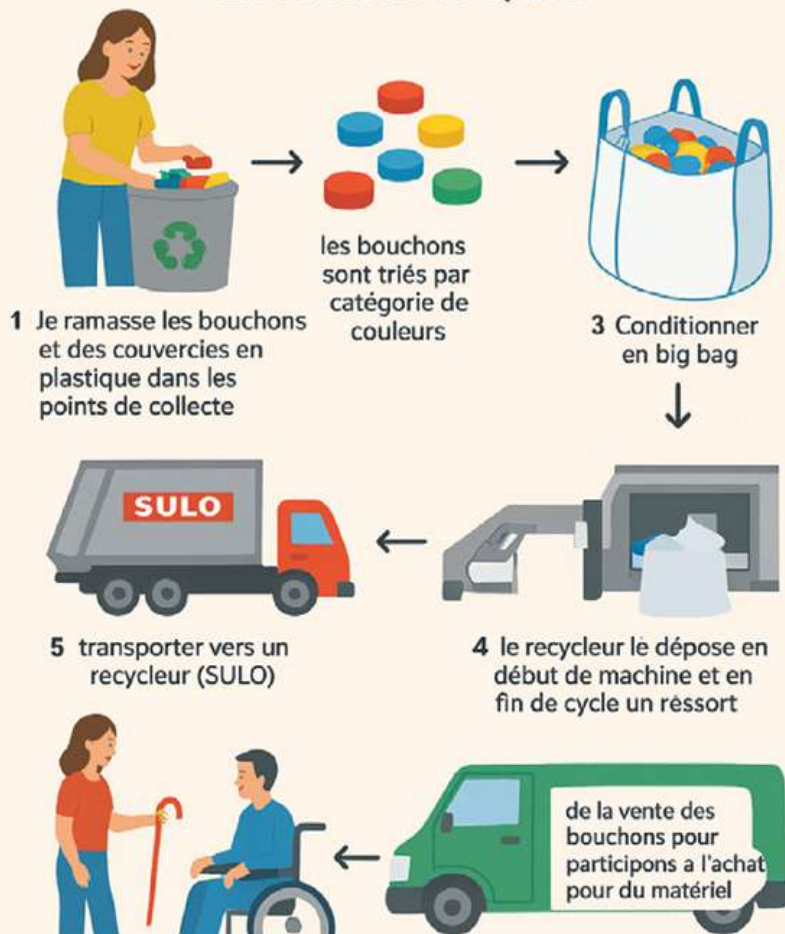 1 Je ramasse les bouchons
et des couvercies en
plastique dans les
points de collecte
les bouchons
sont triés par
catégorie de
couleurs
3 Conditionner
en big bag
SULO
5 transporter vers un
recycleur (SULO)
4 le recycleur le dépose en
début de machine et en
fin de cycle un réssort
de la vente des
bouchons pour
participons a l'achat
pour du matériel